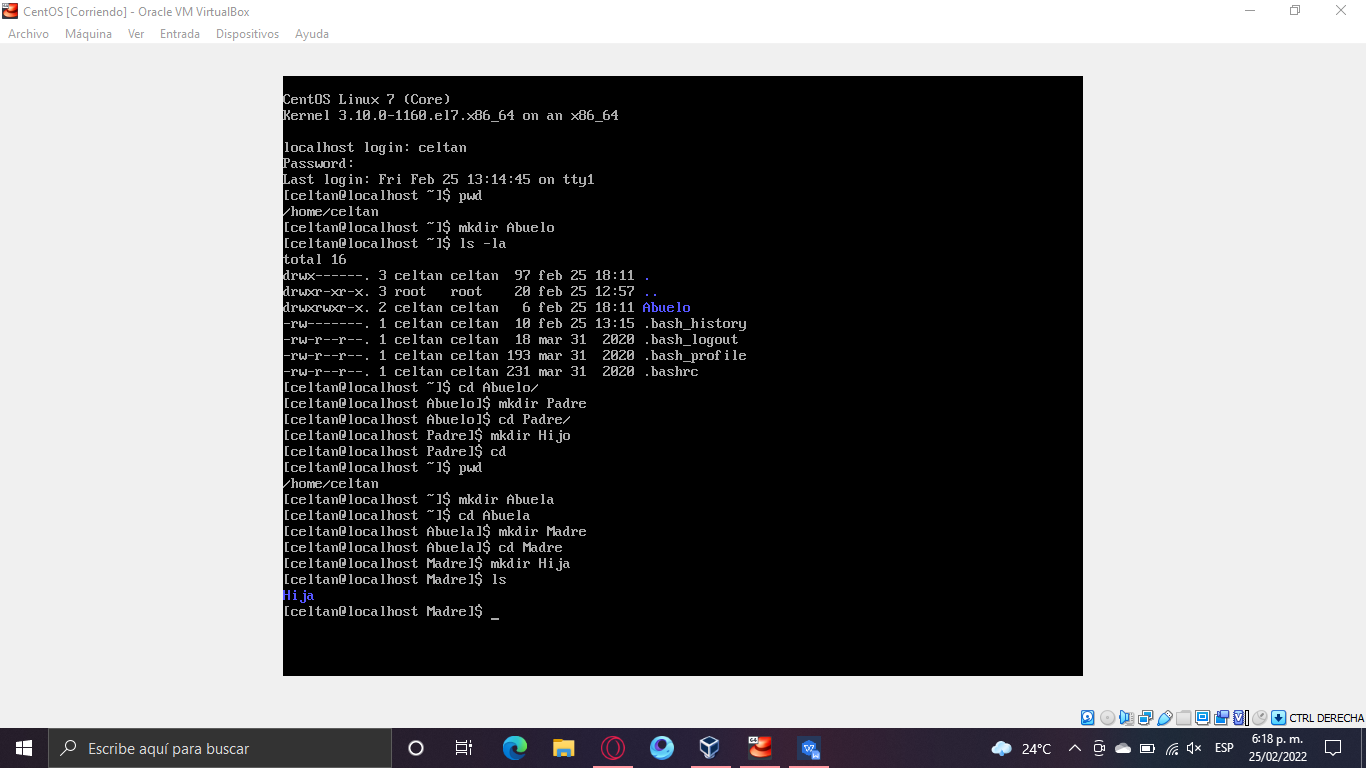 CentOS [Corriendo] - Oracle VM VirtualBox
Archivo Máquina Ver Entrada Dispositivos Ayuda
CentOS Linux 7 (Core)
Kernel 3.10.0-1160.el7.x86_64 on an x86_64
localhost login: celtan
Password:
Last login: Fri Feb 25 13:14:45 on tty1
[celtan@localhost ~]$ pwd
/home/celtan
[celtan@localhost ~]$ mkdir Abuelo
[celtan@localhost ~]$ ls -la
total 16
drwx------. 3 celtan celtan  97 feb 25 18:11 .
drwxr-xr-x. 3 root   root    20 feb 25 12:57 ..
drwxrwxr-x. 2 celtan celtan   6 feb 25 18:11 Abuelo
-rw-------. 1 celtan celtan  10 feb 25 13:15 .bash_history
-rw-r--r--. 1 celtan celtan  18 mar 31  2020 .bash_logout
-rw-r--r--. 1 celtan celtan 193 mar 31  2020 .bash_profile
-rw-r--r--. 1 celtan celtan 231 mar 31  2020 .bashrc
[celtan@localhost ~]$ cd Abuelo/
[celtan@localhost Abuelo]$ mkdir Padre
[celtan@localhost Abuelo]$ cd Padre/
[celtan@localhost Padre]$ mkdir Hijo
[celtan@localhost Padre]$ cd
[celtan@localhost ~]$ pwd
/home/celtan
[celtan@localhost ~]$ mkdir Abuela
[celtan@localhost ~]$ cd Abuela
[celtan@localhost Abuela]$ mkdir Madre
[celtan@localhost Abuela]$ cd Madre
[celtan@localhost Madre]$ mkdir Hija
[celtan@localhost Madre]$ ls
Hija
[celtan@localhost Madre]$ _
CTRL DERECHA
Escribe aquí para buscar
24°C
ESP
6:18 p. m.
25/02/2022